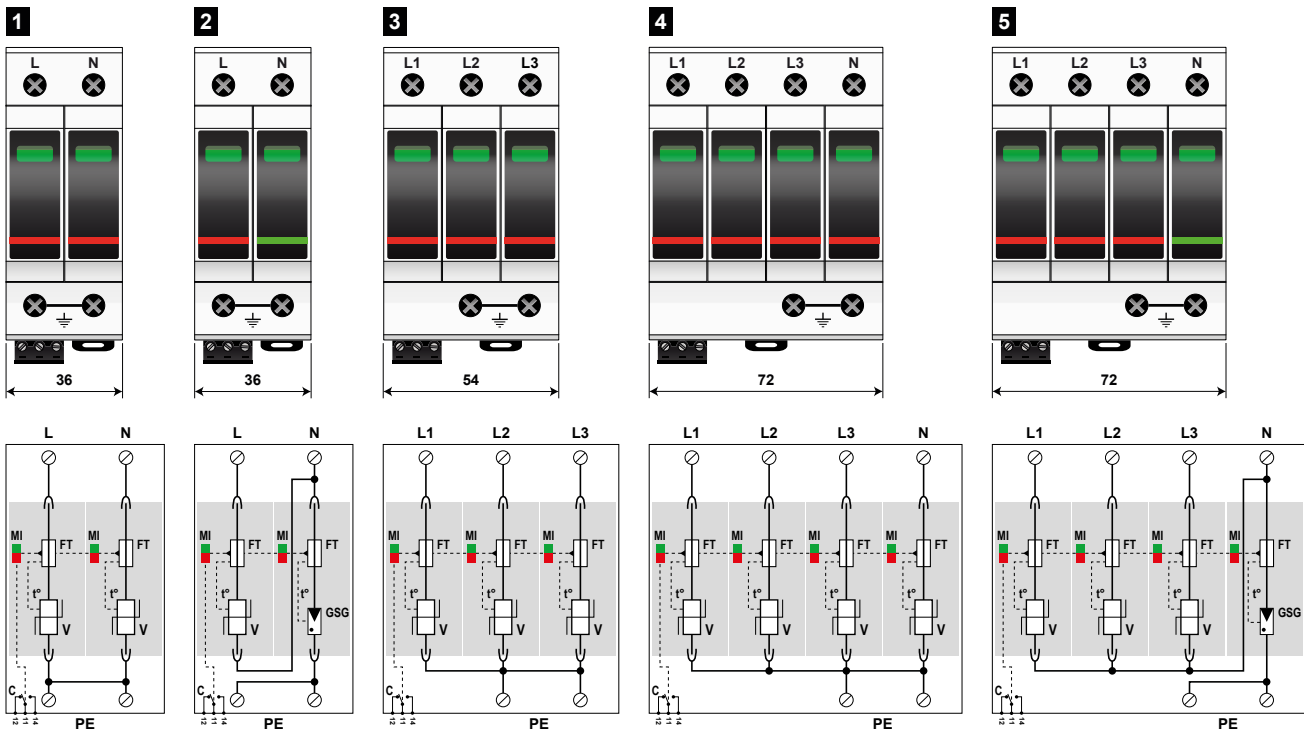 1 2 3 4 5
L N L N L1 L2 L3 L1 L2 L3 N L1 L2 L3 N
36 36 54 72 72
L N L N L1 L2 L3 L1 L2 L3 N L1 L2 L3 N
MI FT MI FT MI FT MI FT MI FT MI FT MI FT MI FT MI FT MI FT MI FT MI FT MI FT MI FT MI FT
t° t° t° t° t° t° t° t° t° t° t° t° t° t° t°
V V V GSG V V V V V V V V V V GSG
C C C C C
12 11 14 12 11 14 12 11 14 12 11 14 12 11 14
PE PE PE PE PE